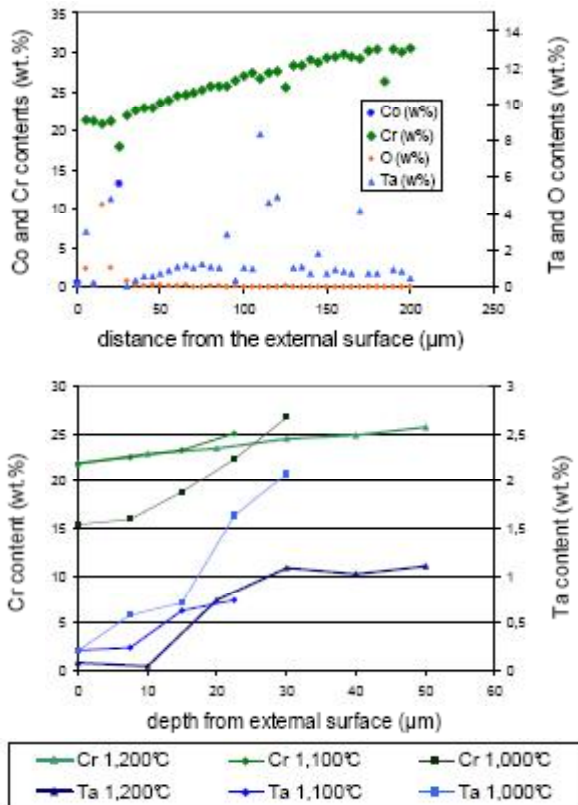 Co and Cr contents (wt.%)
35
30
25
20
15
10
5
0
Co (w%)
Cr (w%)
O (w%)
Ta (w%)
14
12
10
8
6
4
2
0
Ta and O contents (wt.%)
0 50 100 150 200 250
distance from the external surface (µm)
Cr content (wt.%)
30
25
20
15
10
5
0
3
2,5
2
1,5
1
0,5
0
Ta content (wt.%)
0 10 20 30 40 50 60
depth from external surface (µm)
Cr 1,200°C Cr 1,100°C Cr 1,000°C
Ta 1,200°C Ta 1,100°C Ta 1,000°C